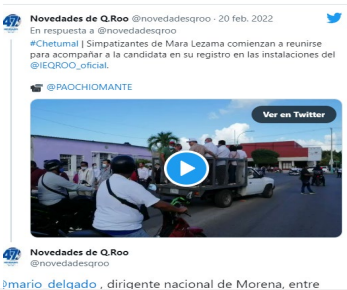 Novedades de Q.Roo @novedadesqroo · 20 feb. 2022
En respuesta a @novedadesqroo
#Chetumal | Simpatizantes de Mara Lezama comienzan a reunirse
para acompañar a la candidata en su registro en las instalaciones del
@IEQROO_oficial.
@PAOCHIOMANTE
Ver en Twitter
Novedades de Q.Roo
@novedadesqroo
@mario_delgado , dirigente nacional de Morena, entre